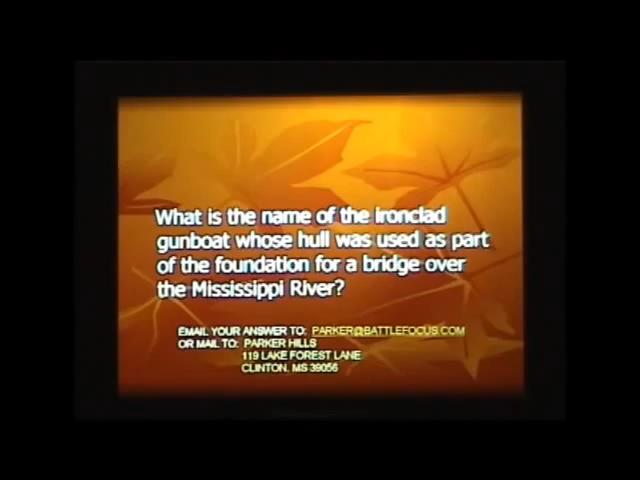 What is the name of the ironclad
gunboat whose hull was used as part
of the foundation for a bridge over
the Mississippi River?
EMAIL YOUR ANSWER TO: PARKER@BATTLEFOCUS.COM
OR MAIL TO: PARKER HILLS
119 LAKE FOREST LANE
CLINTON, MS 39056